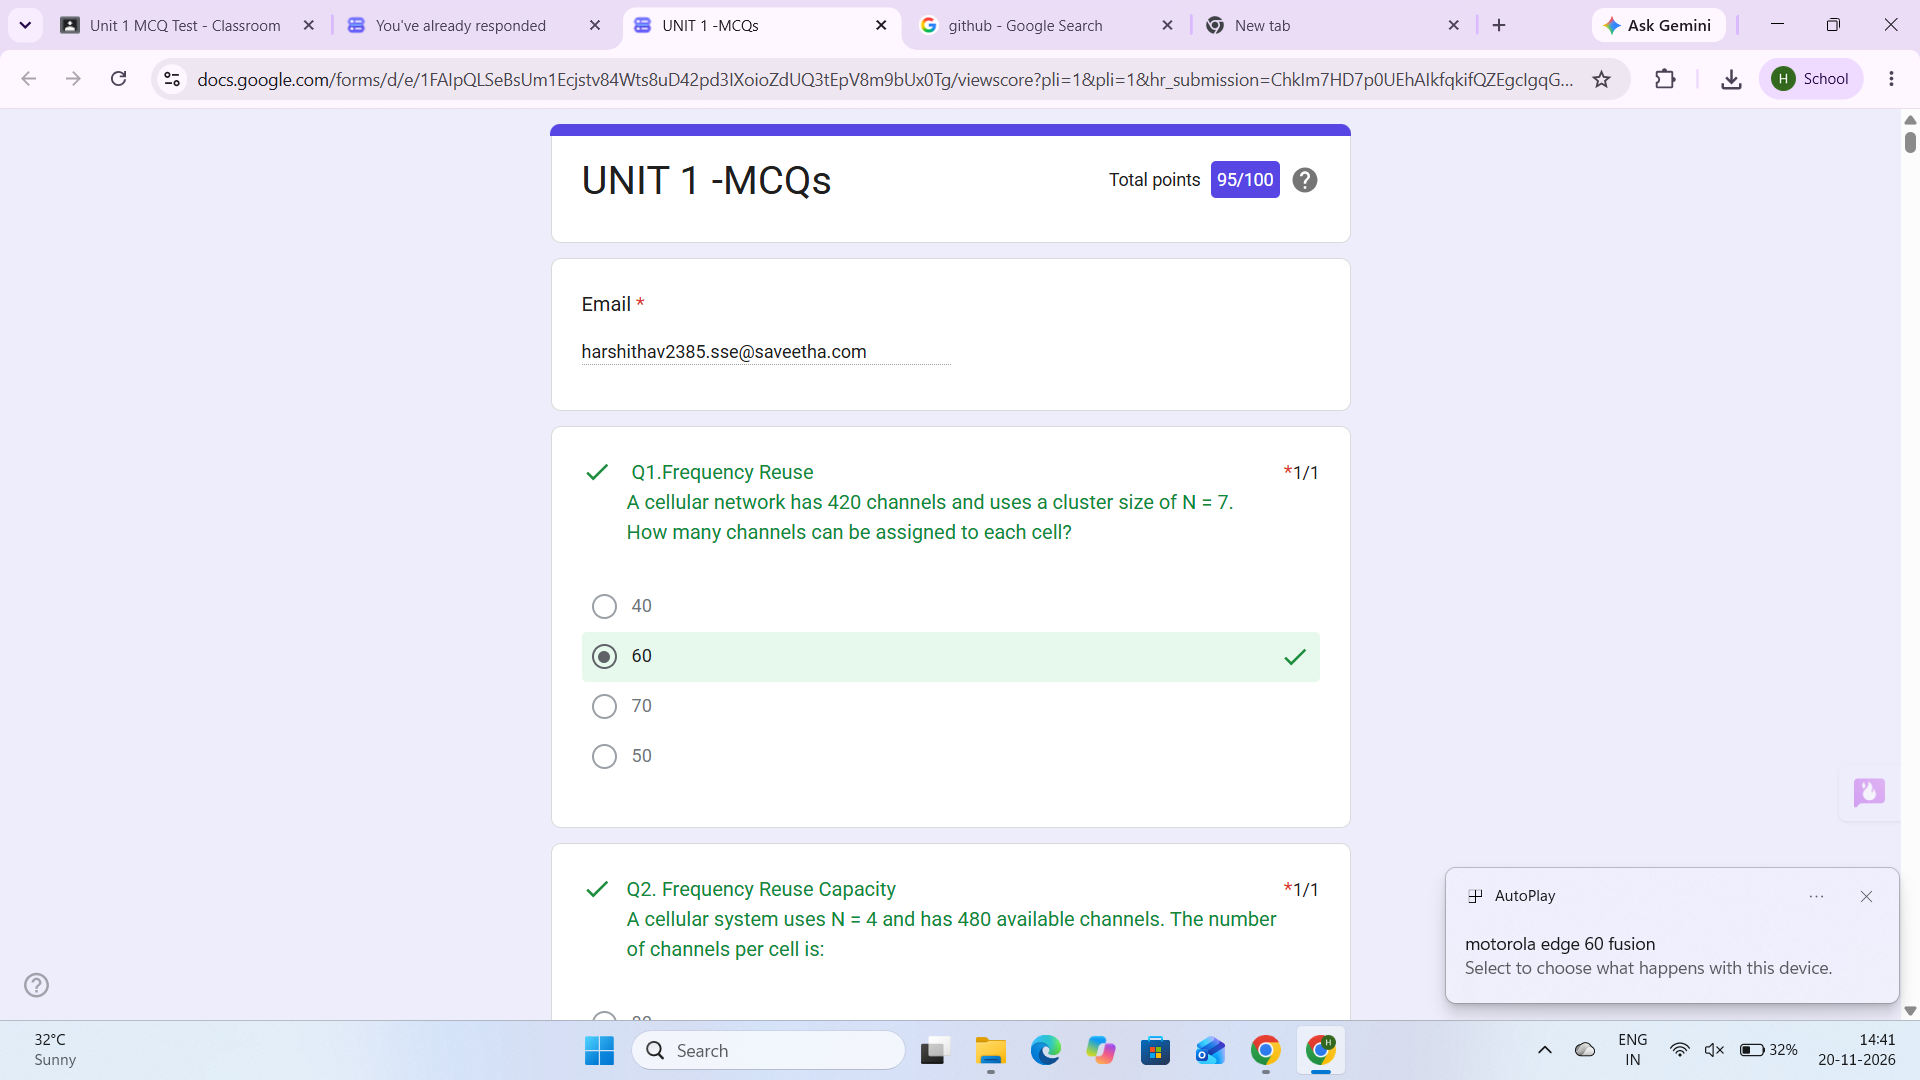 Unit 1 MCQ Test - Classroom
You've already responded
UNIT 1 -MCQs
github - Google Search
New tab
Ask Gemini
docs.google.com/forms/d/e/1FAIpQLSeBsUm1Ecjstv84Wts8uD42pd3IXoioZdUQ3tEpV8m9bUx0Tg/viewscore?pli=1&pli=1&hr_submission=ChkIm7HD7p0UEhAIkfqkifQZEgcIgqG...
H School
UNIT 1 -MCQs
Total points 95/100
Email *
harshithav2385.sse@saveetha.com
Q1.Frequency Reuse
*1/1
A cellular network has 420 channels and uses a cluster size of N = 7.
How many channels can be assigned to each cell?
40
60
70
50
Q2. Frequency Reuse Capacity
*1/1
A cellular system uses N = 4 and has 480 available channels. The number
of channels per cell is:
AutoPlay
motorola edge 60 fusion
Select to choose what happens with this device.
32°C
Sunny
Search
ENG
IN
32%
14:41
20-11-2026